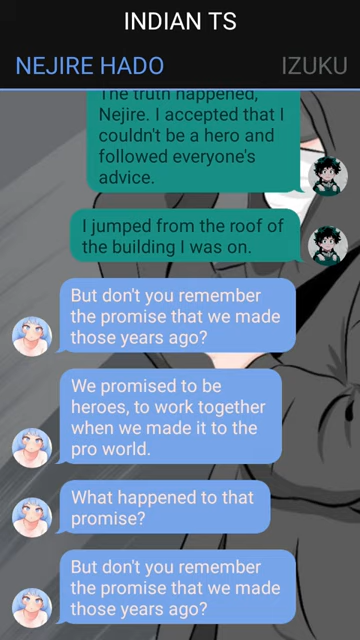 INDIAN TS
NEJIRE HADO
IZUKU
The truth happened,
Nejire. I accepted that I
couldn't be a hero and
followed everyone's
advice.
I jumped from the roof of
the building I was on.
But don't you remember
the promise that we made
those years ago?
We promised to be
heroes, to work together
when we made it to the
pro world.
What happened to that
promise?
But don't you remember
the promise that we made
those years ago?